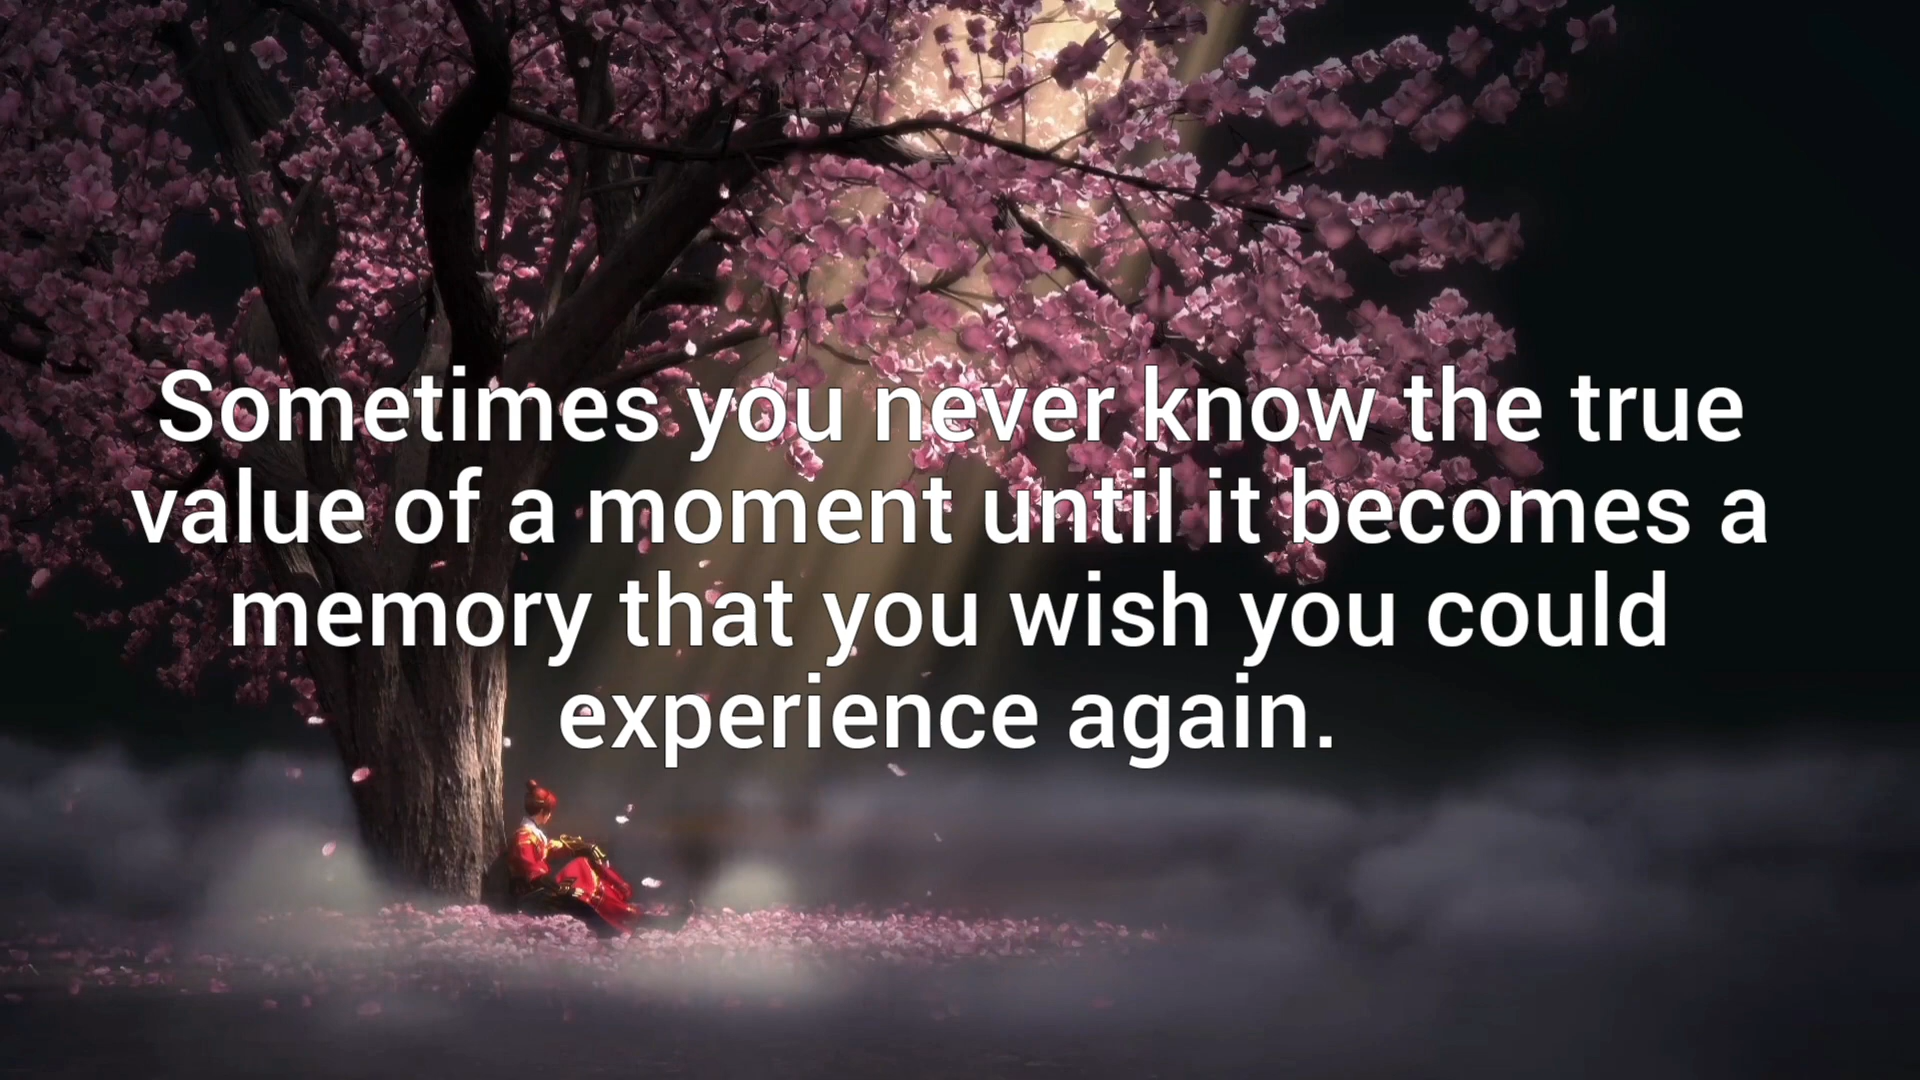 Sometimes you never know the true
value of a moment until it becomes a
memory that you wish you could
experience again.